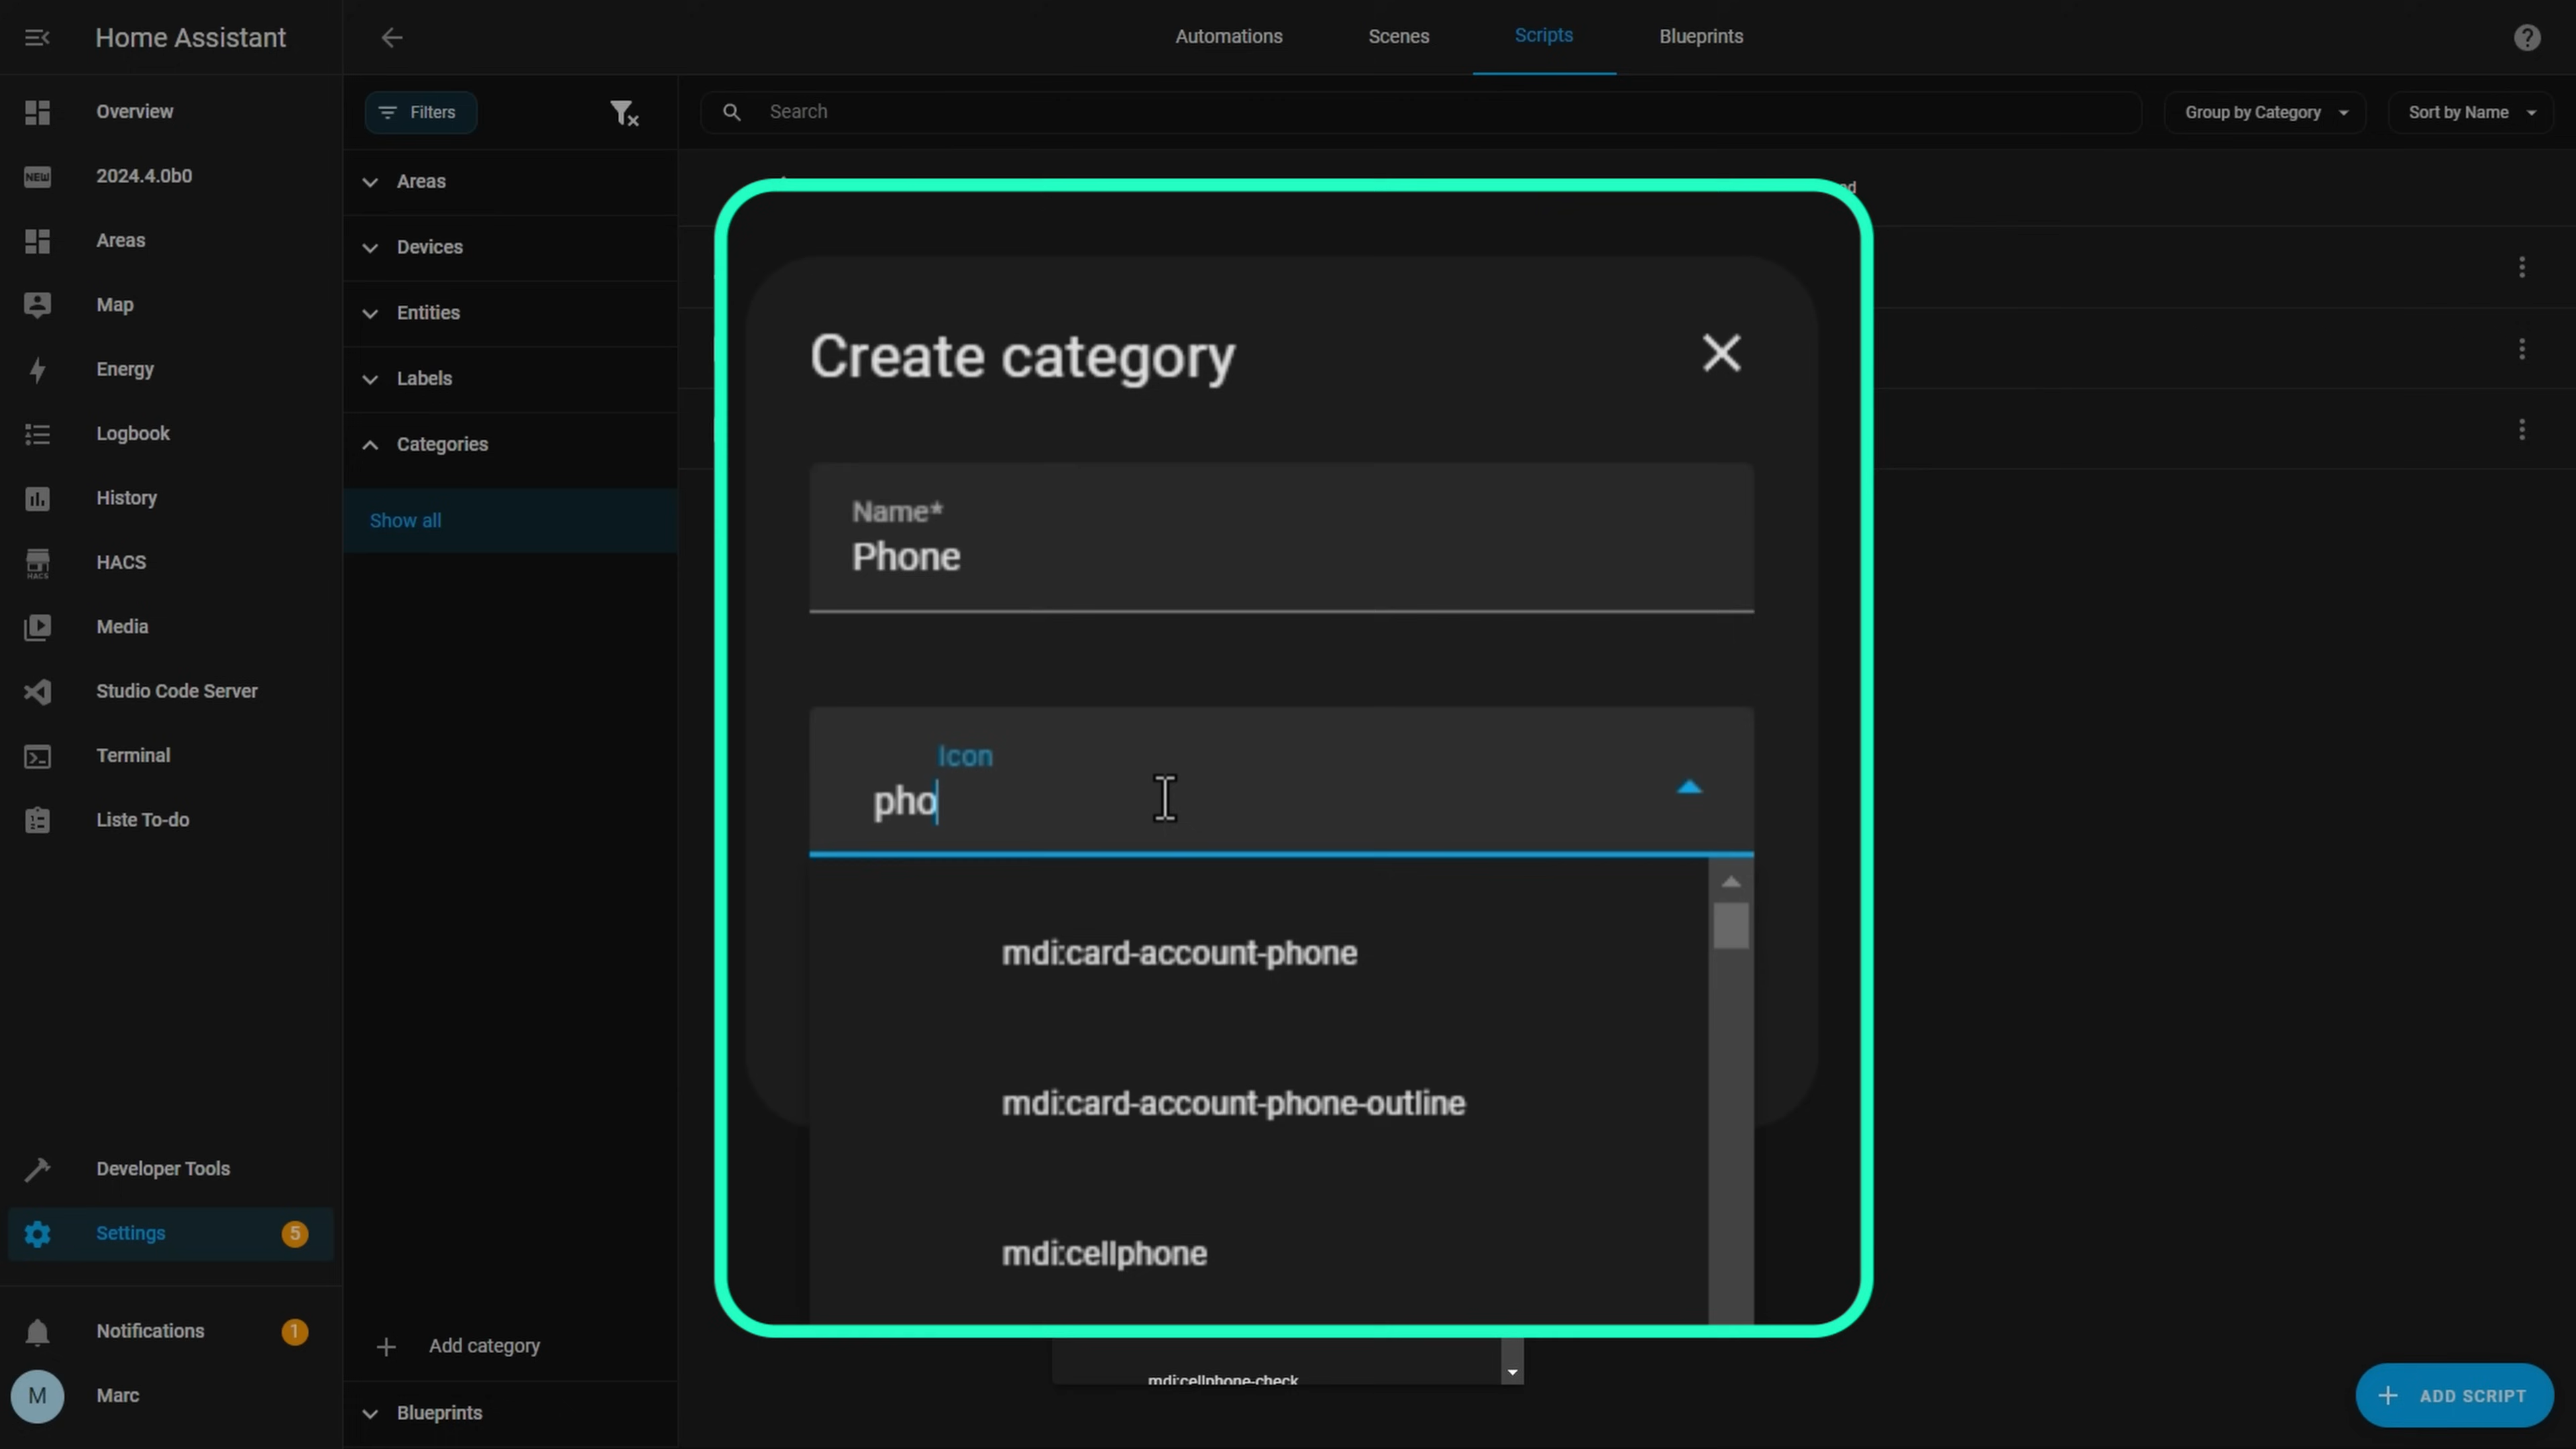 Home Assistant
Automations
Scenes
Scripts
Blueprints
Overview
NEW
2024.4.0b0
Areas
Map
Energy
Logbook
History
HACS
HACS
Media
Studio Code Server
Terminal
Liste To-do
Developer Tools
Settings
5
Notifications
1
M
Marc
Filters
Areas
Devices
Entities
Labels
Categories
Show all
Add category
Blueprints
Search
Group by Category
Sort by Name
Create category
Name*
Phone
Icon
pho
mdi:card-account-phone
mdi:card-account-phone-outline
mdi:cellphone
mdi:cellphone-check
ADD SCRIPT